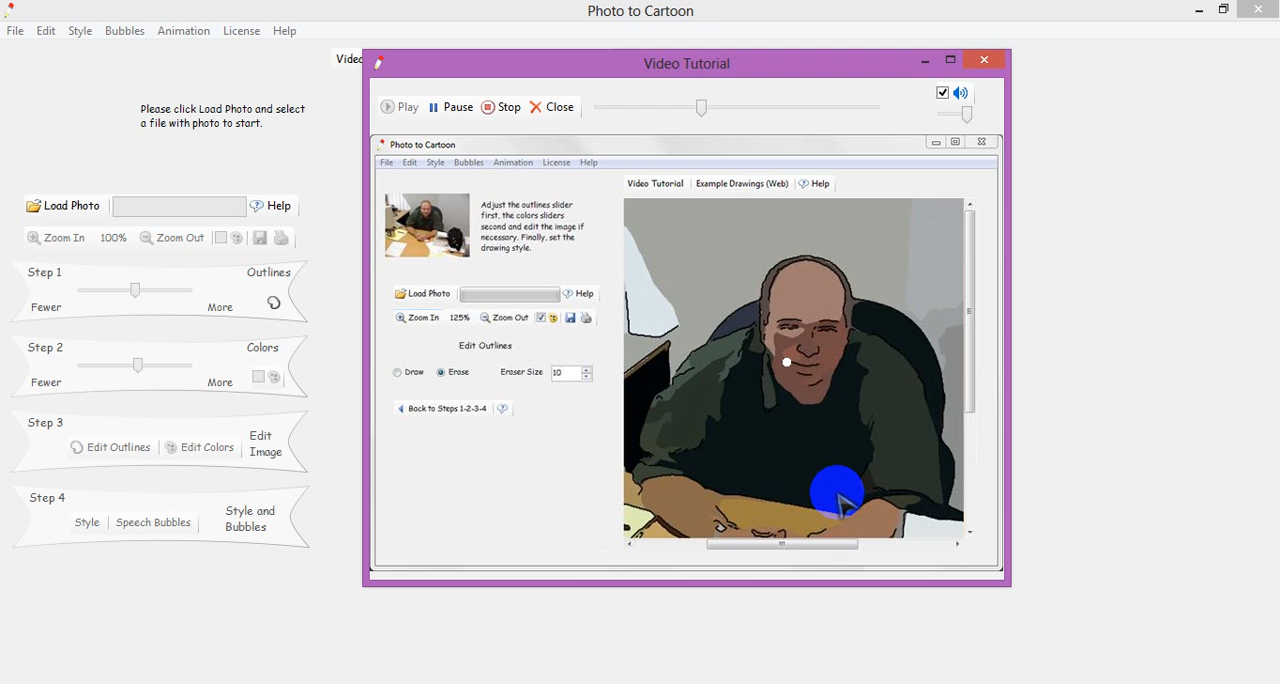 Photo to Cartoon
File Edit Style Bubbles Animation License Help
Video
Please click Load Photo and select
a file with photo to start.
Load Photo Help
Zoom In 100% Zoom Out
Step 1 Outlines
Fewer More
Step 2 Colors
Fewer More
Step 3
Edit Outlines Edit Colors Edit
Image
Step 4
Style Speech Bubbles Style and
Bubbles
Video Tutorial
Play Pause Stop Close
Photo to Cartoon
File Edit Style Bubbles Animation License Help
Video Tutorial Example Drawings (Web) Help
Adjust the outlines slider
first, the colors sliders
second and edit the image if
necessary. Finally, set the
drawing style.
Load Photo Help
Zoom In 125% Zoom Out
Edit Outlines
Draw Erase Eraser Size 10
Back to Steps 1-2-3-4